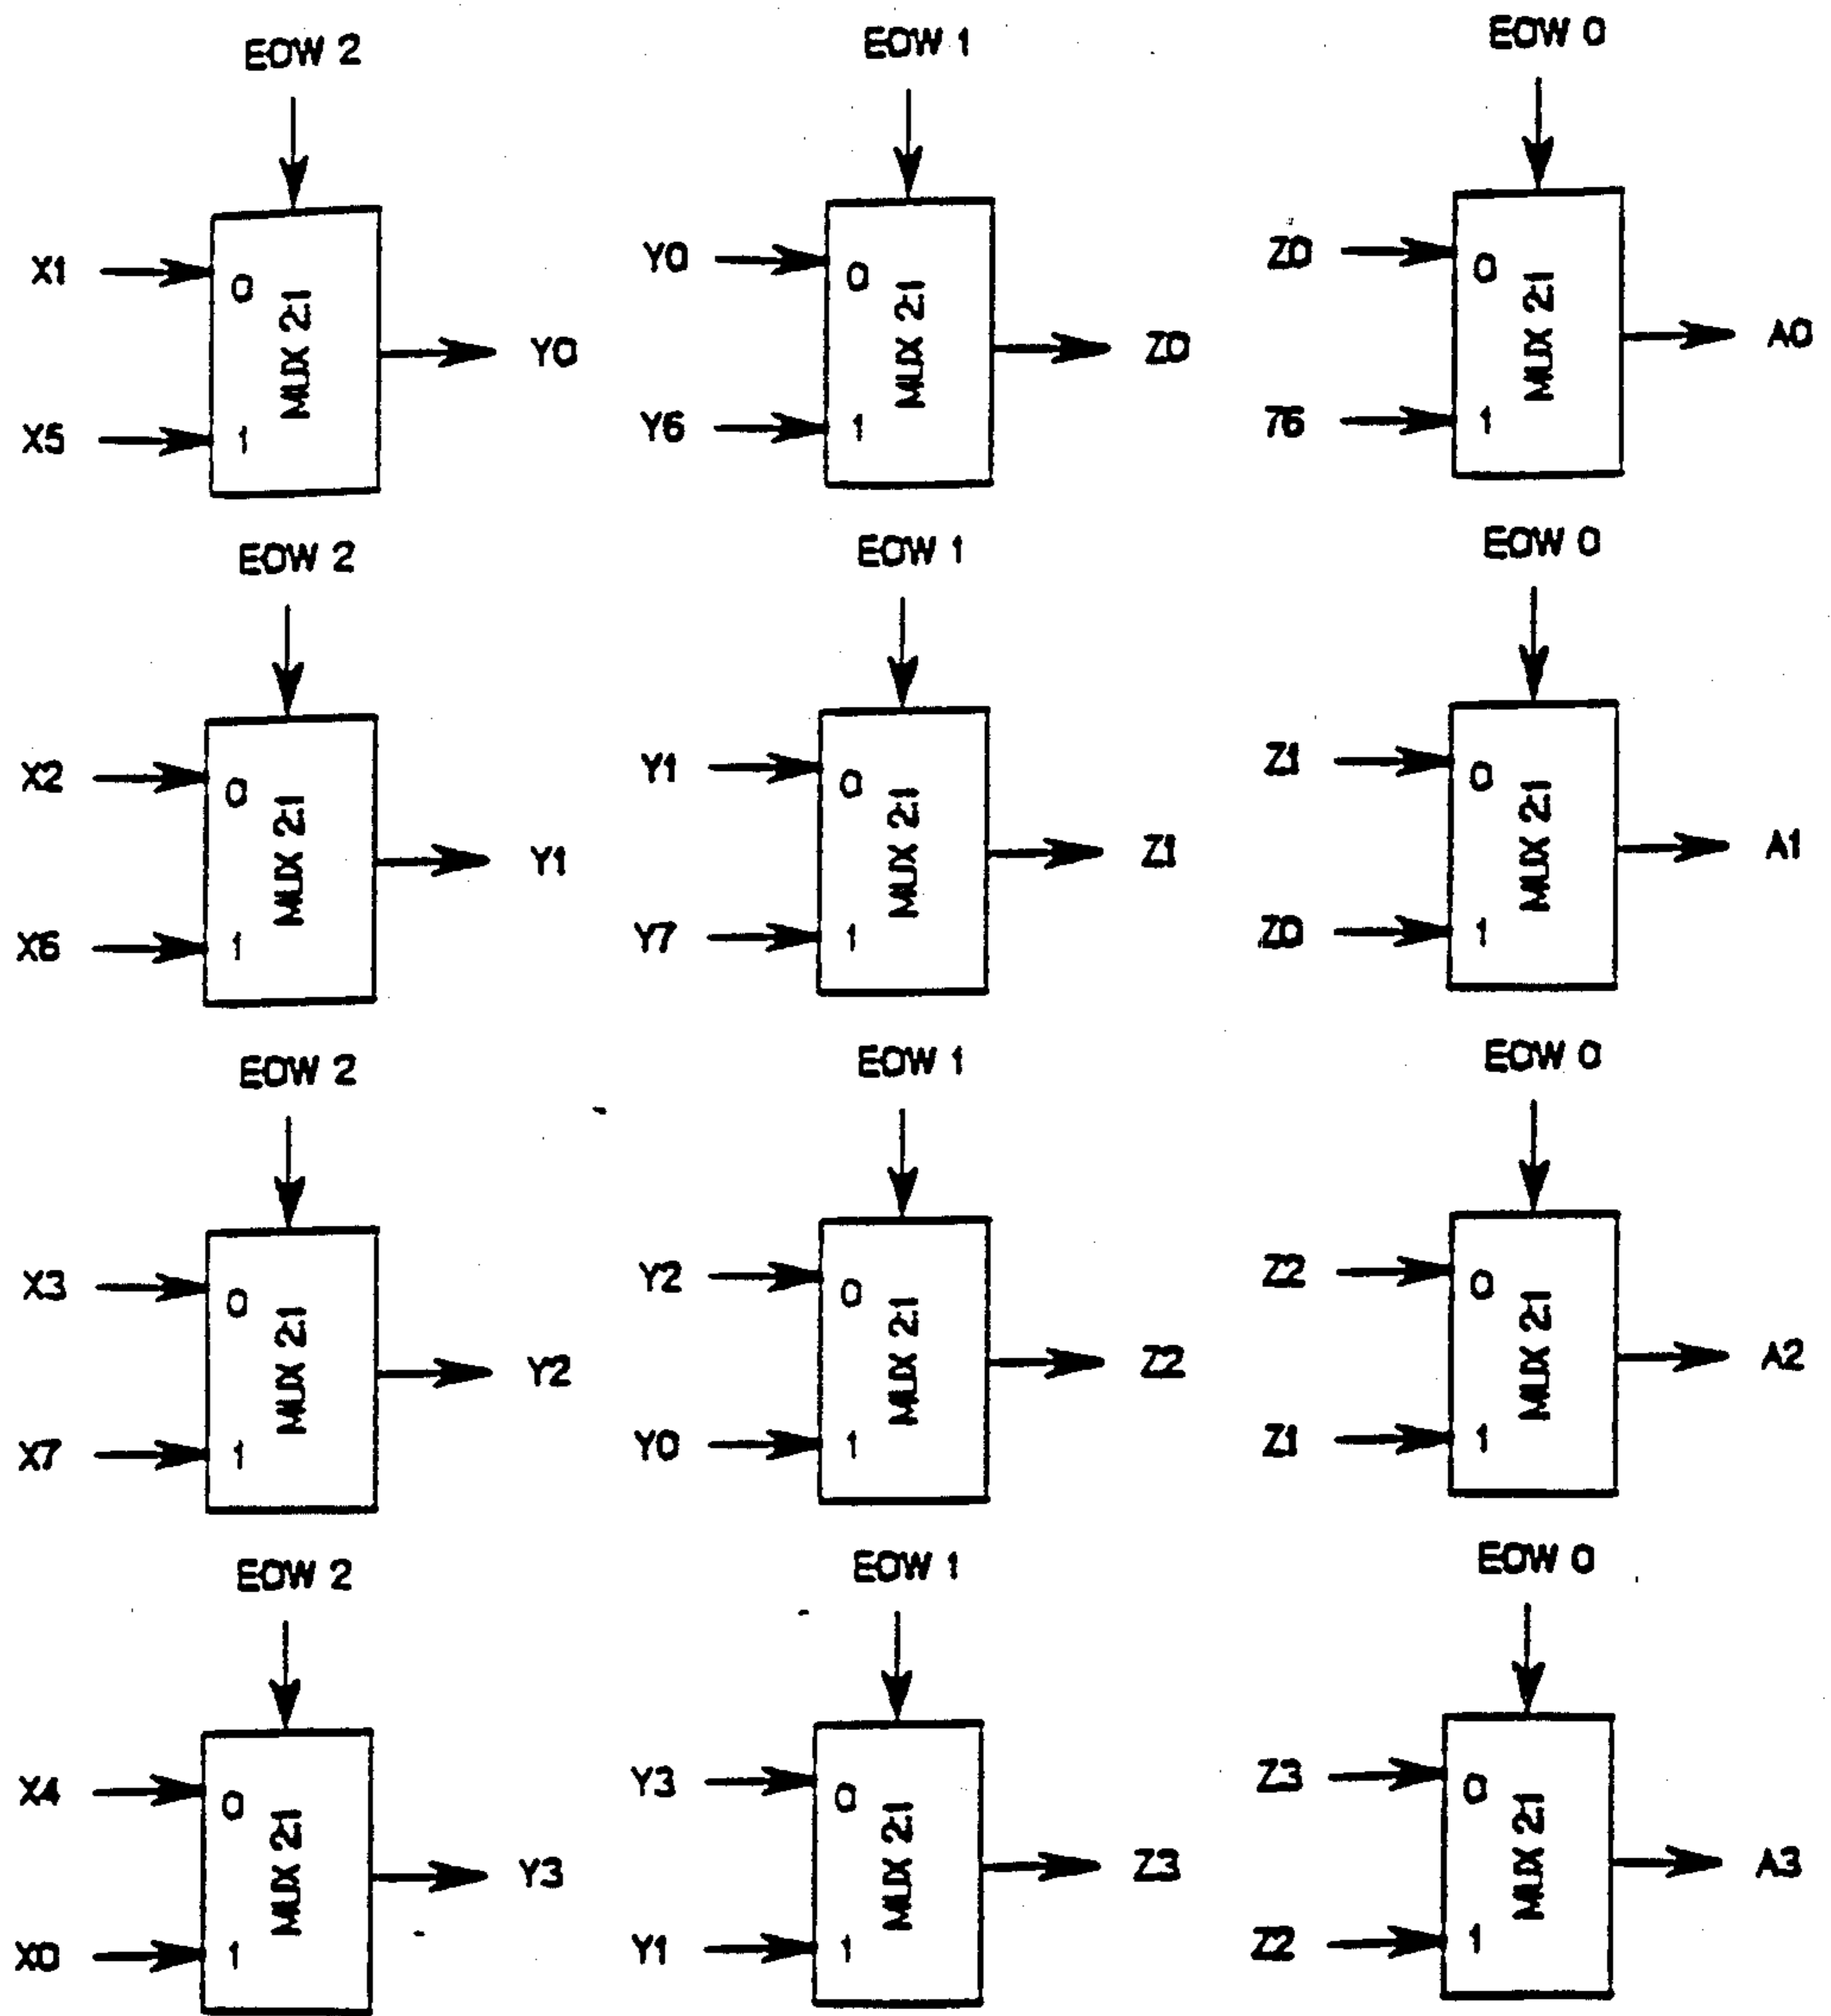 EOW 2 EOW 1 EOW 0
X1 0 MUX 2:1 Y0 X5 1
Y0 0 MUX 2:1 Z0 Y6 1
Z0 0 MUX 2:1 A0 76 1
EOW 2 EOW 1 EOW 0
X2 0 MUX 2:1 Y1 X6 1
Y1 0 MUX 2:1 Z1 Y7 1
Z1 0 MUX 2:1 A1 Z0 1
EOW 2 EOW 1 EOW 0
X3 0 MUX 2:1 Y2 X7 1
Y2 0 MUX 2:1 Z2 Y0 1
Z2 0 MUX 2:1 A2 Z1 1
EOW 2 EOW 1 EOW 0
X4 0 MUX 2:1 Y3 X0 1
Y3 0 MUX 2:1 Z3 Y1 1
Z3 0 MUX 2:1 A3 Z2 1